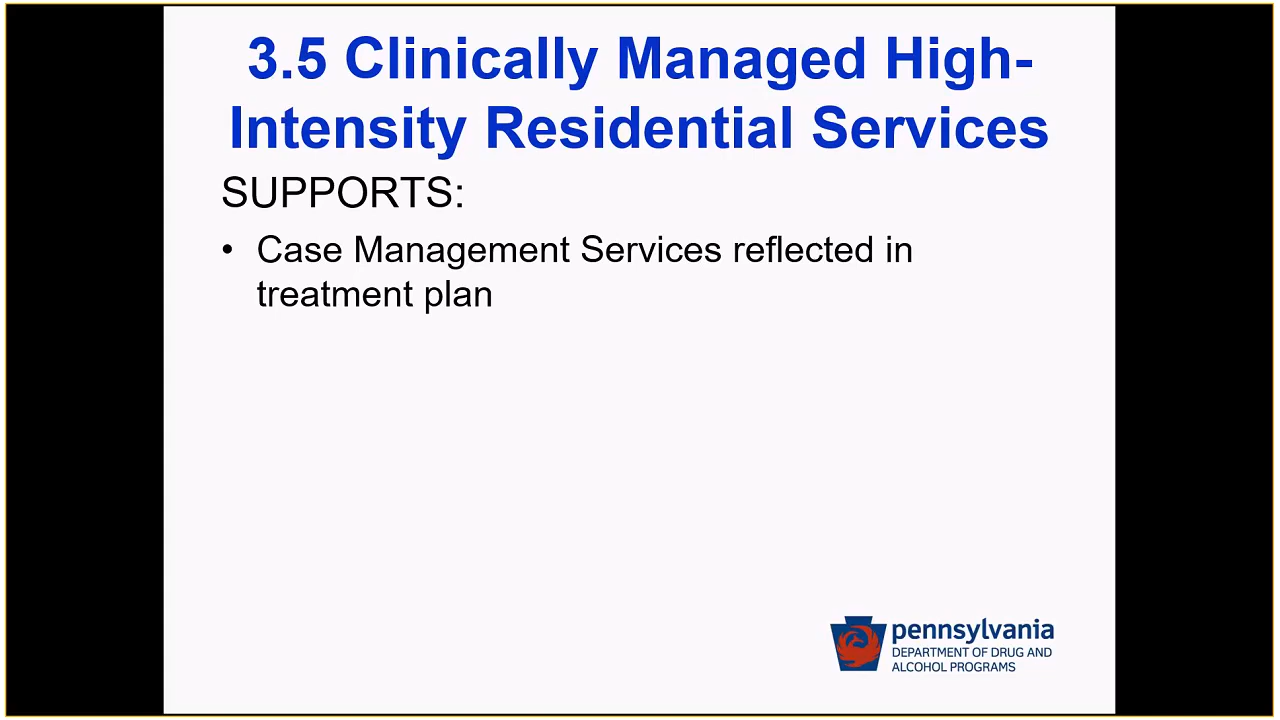 3.5 Clinically Managed High-
Intensity Residential Services
SUPPORTS:
• Case Management Services reflected in
treatment plan
pennsylvania
DEPARTMENT OF DRUG AND
ALCOHOL PROGRAMS